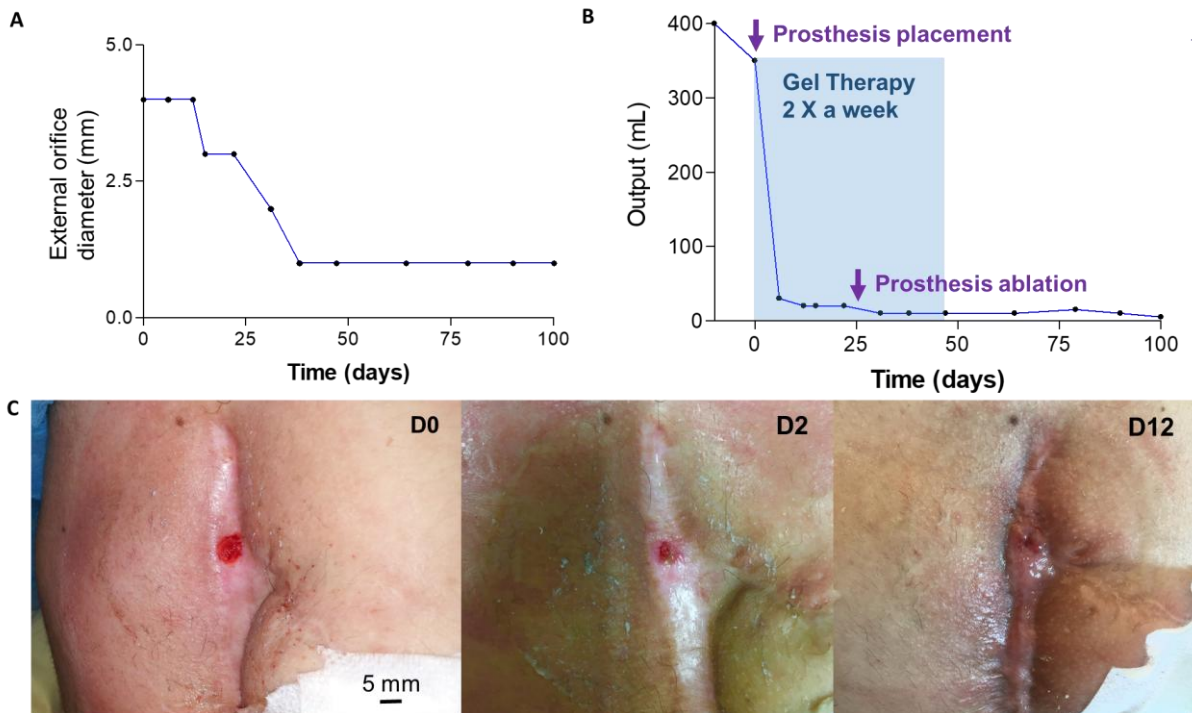 A
5.0
2.5
0.0
External orifice
diameter (mm)
0
25
50
75
100
Time (days)
B
400
300
200
100
0
Output (mL)
Prosthesis placement
Gel Therapy
2 X a week
Prosthesis ablation
0
25
50
75
100
Time (days)
C
D0
5 mm
D2
D12